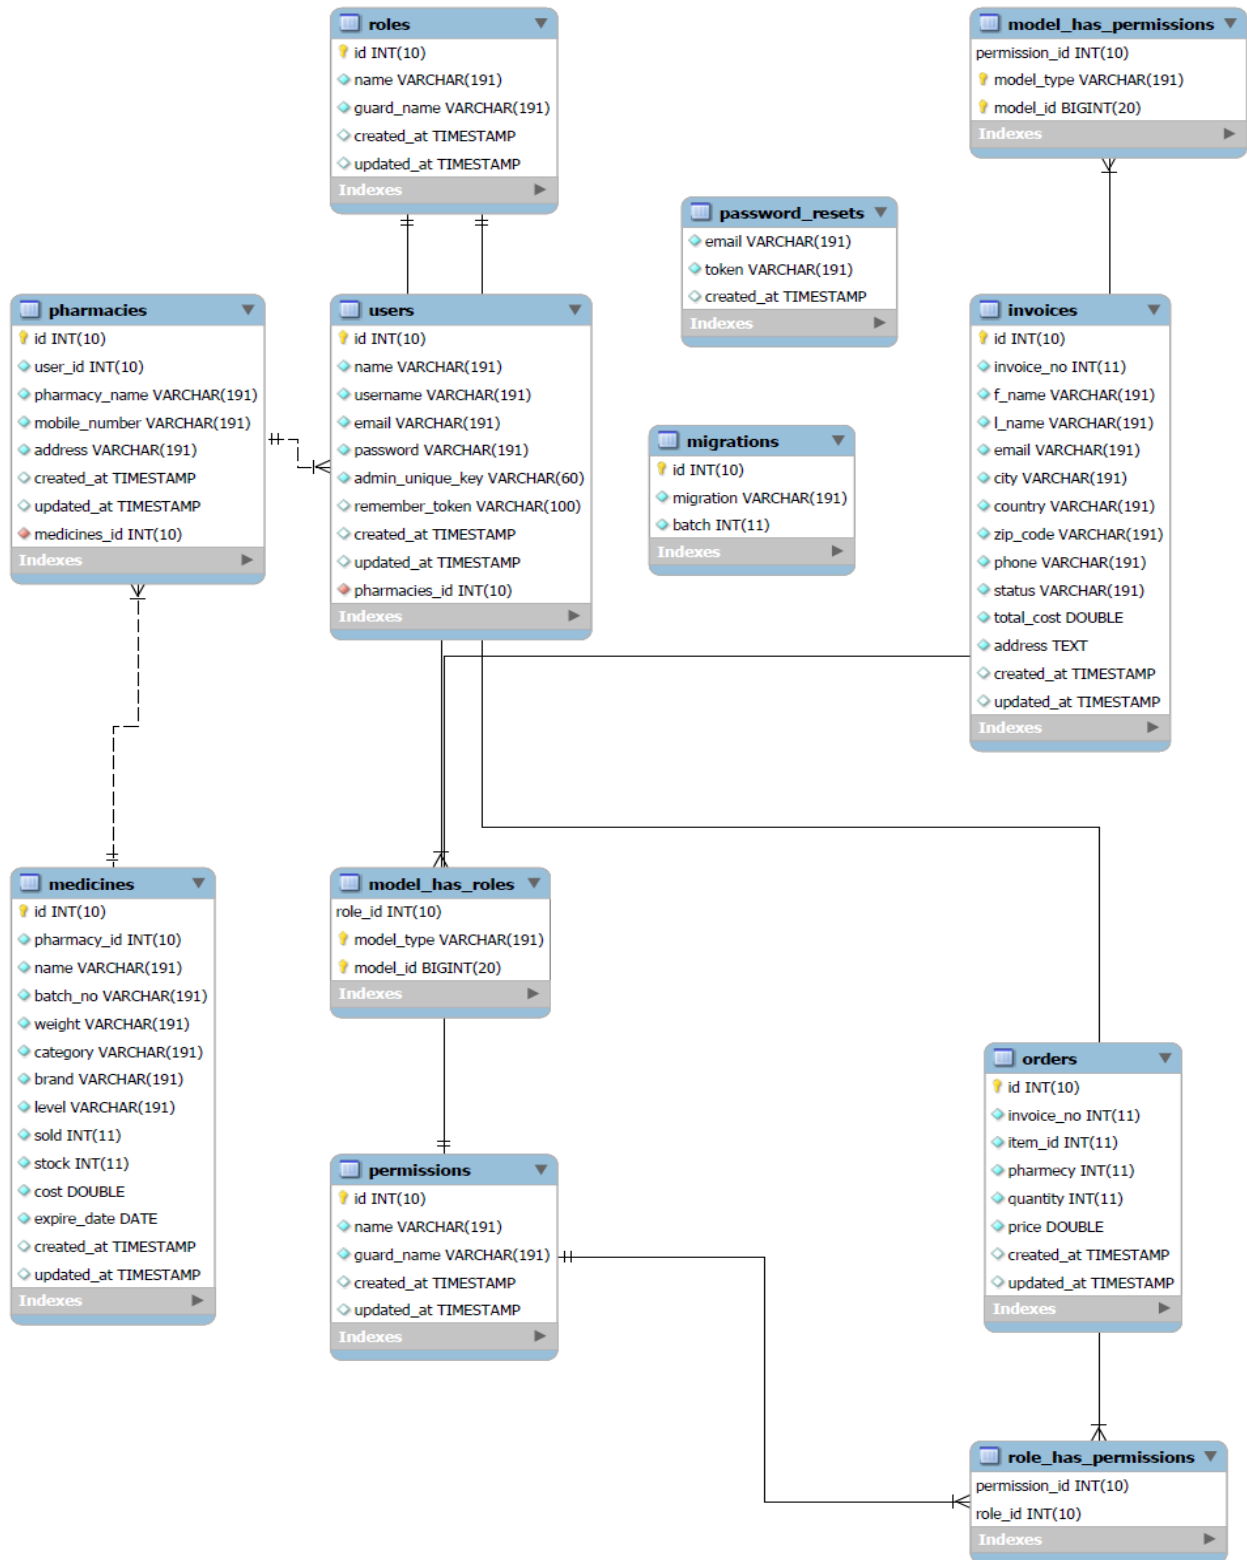 roles
id INT(10)
name VARCHAR(191)
guard_name VARCHAR(191)
created_at TIMESTAMP
updated_at TIMESTAMP
Indexes
model_has_permissions
permission_id INT(10)
model_type VARCHAR(191)
model_id BIGINT(20)
Indexes
password_resets
email VARCHAR(191)
token VARCHAR(191)
created_at TIMESTAMP
Indexes
pharmacies
id INT(10)
user_id INT(10)
pharmacy_name VARCHAR(191)
mobile_number VARCHAR(191)
address VARCHAR(191)
created_at TIMESTAMP
updated_at TIMESTAMP
medicines_id INT(10)
Indexes
users
id INT(10)
name VARCHAR(191)
username VARCHAR(191)
email VARCHAR(191)
password VARCHAR(191)
admin_unique_key VARCHAR(60)
remember_token VARCHAR(100)
created_at TIMESTAMP
updated_at TIMESTAMP
pharmacies_id INT(10)
Indexes
migrations
id INT(10)
migration VARCHAR(191)
batch INT(11)
Indexes
invoices
id INT(10)
invoice_no INT(11)
f_name VARCHAR(191)
l_name VARCHAR(191)
email VARCHAR(191)
city VARCHAR(191)
country VARCHAR(191)
zip_code VARCHAR(191)
phone VARCHAR(191)
status VARCHAR(191)
total_cost DOUBLE
address TEXT
created_at TIMESTAMP
updated_at TIMESTAMP
Indexes
medicines
id INT(10)
pharmacy_id INT(10)
name VARCHAR(191)
batch_no VARCHAR(191)
weight VARCHAR(191)
category VARCHAR(191)
brand VARCHAR(191)
level VARCHAR(191)
sold INT(11)
stock INT(11)
cost DOUBLE
expire_date DATE
created_at TIMESTAMP
updated_at TIMESTAMP
Indexes
model_has_roles
role_id INT(10)
model_type VARCHAR(191)
model_id BIGINT(20)
Indexes
permissions
id INT(10)
name VARCHAR(191)
guard_name VARCHAR(191)
created_at TIMESTAMP
updated_at TIMESTAMP
Indexes
orders
id INT(10)
invoice_no INT(11)
item_id INT(11)
pharmecy INT(11)
quantity INT(11)
price DOUBLE
created_at TIMESTAMP
updated_at TIMESTAMP
Indexes
role_has_permissions
permission_id INT(10)
role_id INT(10)
Indexes